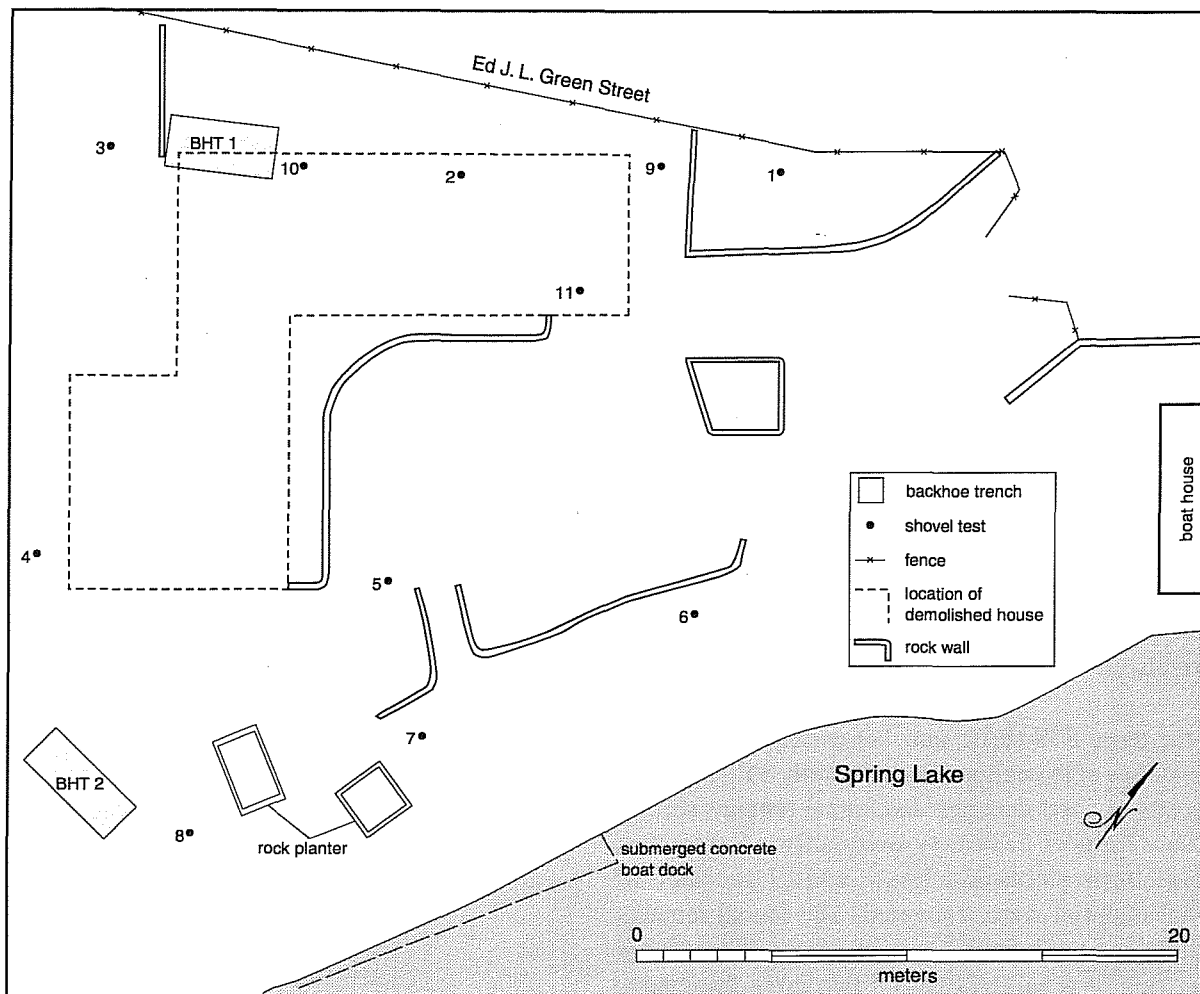 Ed J. L. Green Street
BHT 1
3
10
2
9
1
11
4
5
6
7
8
BHT 2
rock planter
backhoe trench
shovel test
fence
location of
demolished house
rock wall
boat house
Spring Lake
N
submerged concrete
boat dock
0
20
meters